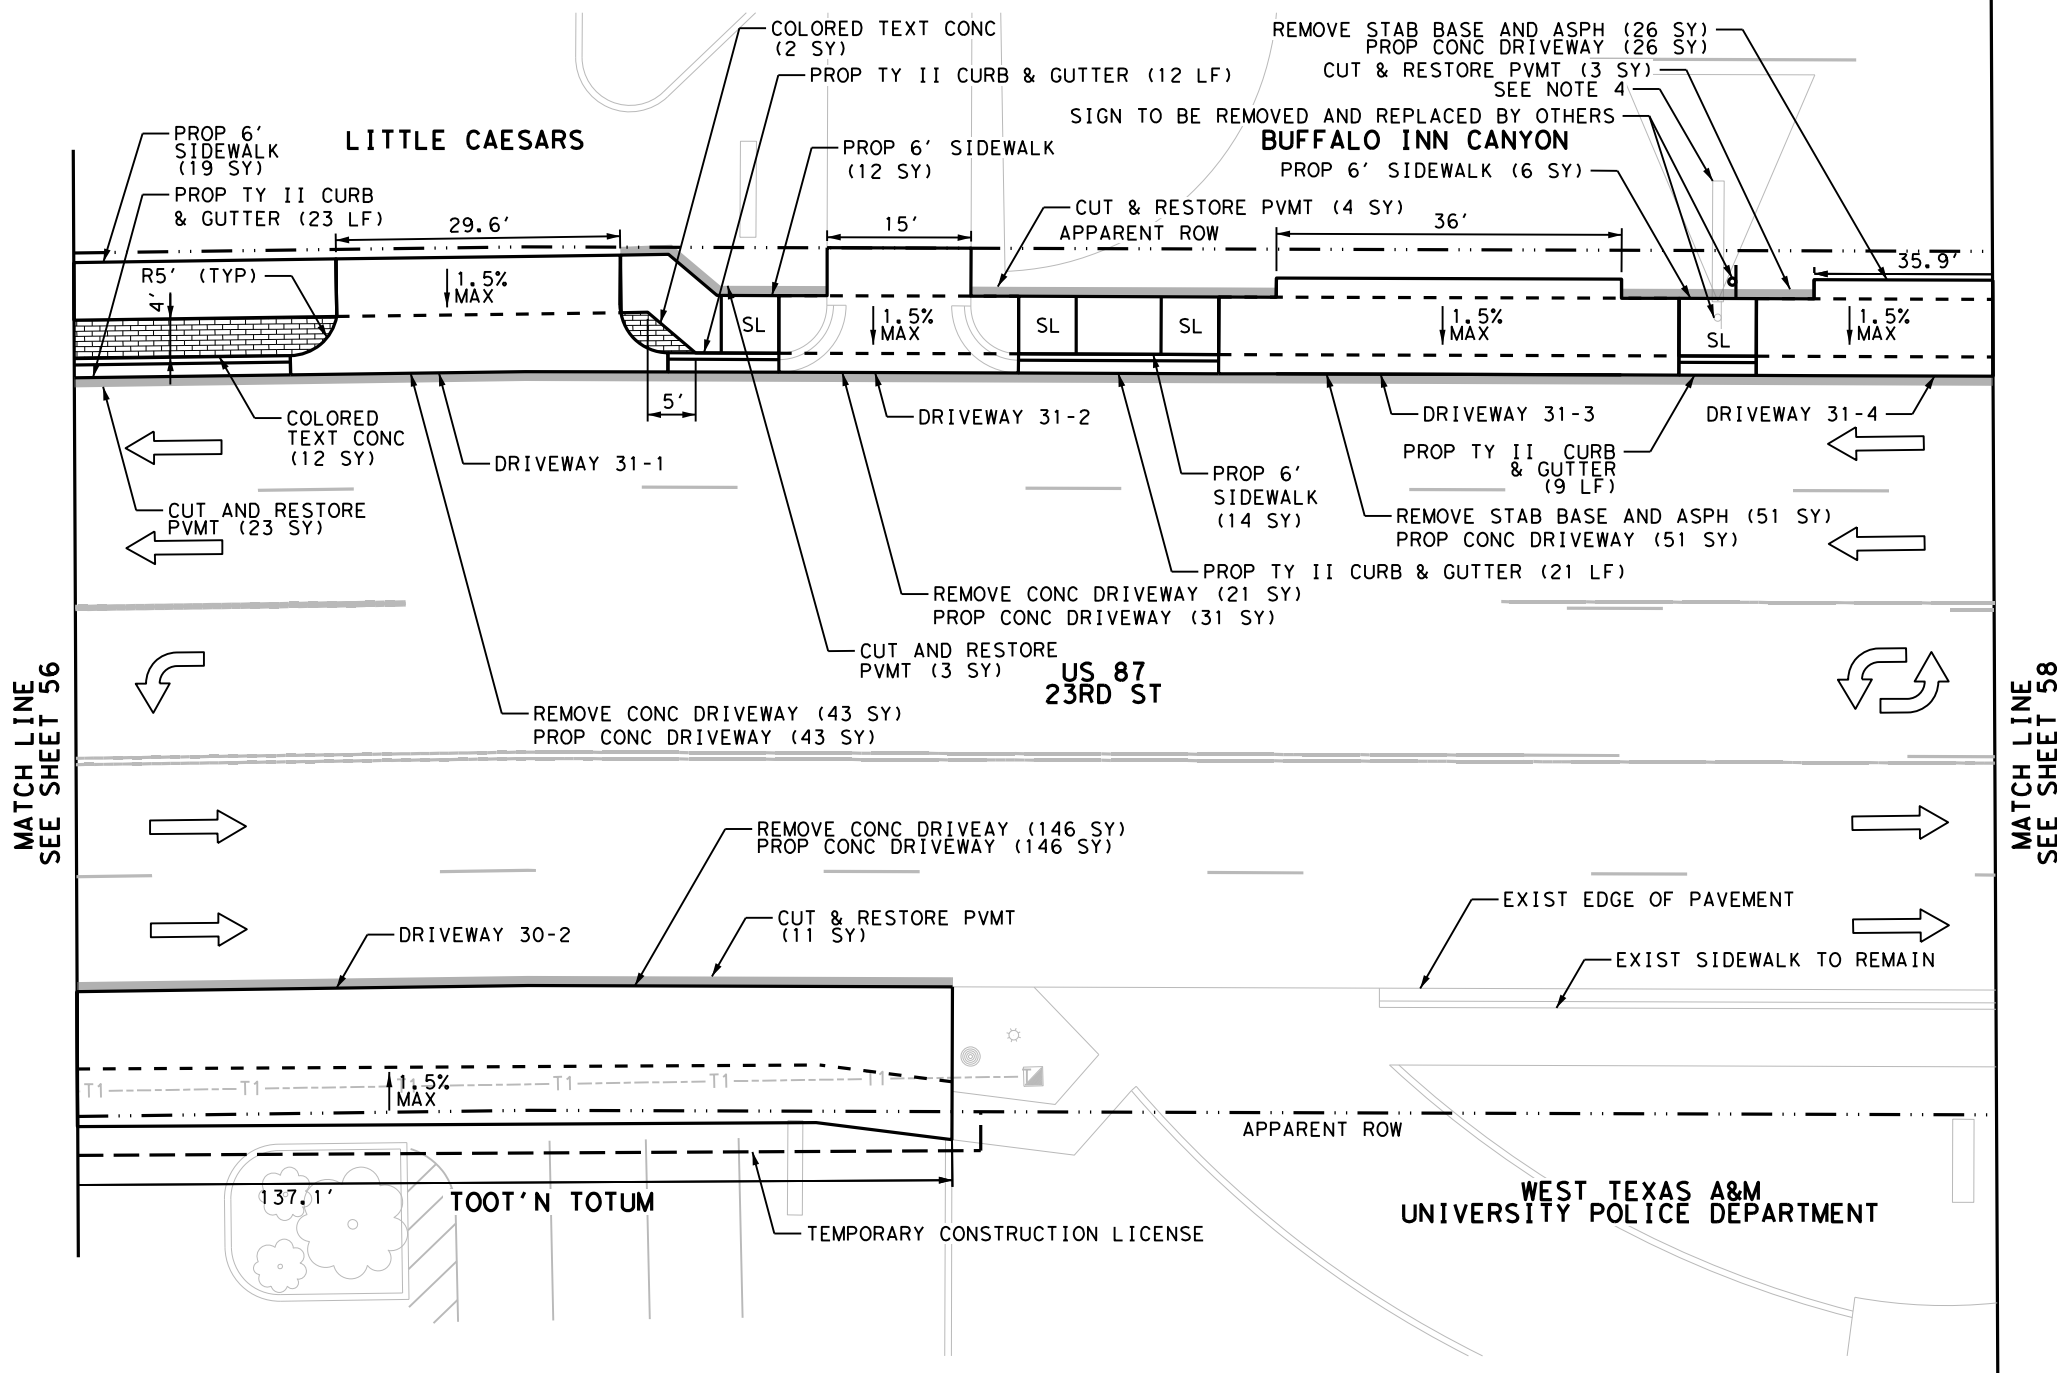 COLORED TEXT CONC
(2 SY)
PROP TY II CURB & GUTTER (12 LF)
REMOVE STAB BASE AND ASPH (26 SY)
PROP CONC DRIVEWAY (26 SY)
CUT & RESTORE PVMT (3 SY)
SEE NOTE 4
SIGN TO BE REMOVED AND REPLACED BY OTHERS
LITTLE CAESARS
BUFFALO INN CANYON
PROP 6'
SIDEWALK
(19 SY)
PROP TY II CURB
& GUTTER (23 LF)
PROP 6' SIDEWALK
(12 SY)
PROP 6' SIDEWALK (6 SY)
CUT & RESTORE PVMT (4 SY)
APPARENT ROW
29.6'
15'
36'
35.9'
R5' (TYP)
4'
1.5%
MAX
SL
1.5%
MAX
SL
SL
1.5%
MAX
SL
1.5%
MAX
5'
COLORED
TEXT CONC
(12 SY)
DRIVEWAY 31-1
DRIVEWAY 31-2
DRIVEWAY 31-3
DRIVEWAY 31-4
PROP TY II CURB
& GUTTER
(9 LF)
CUT AND RESTORE
PVMT (23 SY)
PROP 6'
SIDEWALK
(14 SY)
REMOVE STAB BASE AND ASPH (51 SY)
PROP CONC DRIVEWAY (51 SY)
PROP TY II CURB & GUTTER (21 LF)
REMOVE CONC DRIVEWAY (21 SY)
PROP CONC DRIVEWAY (31 SY)
CUT AND RESTORE
PVMT (3 SY)
US 87
23RD ST
REMOVE CONC DRIVEWAY (43 SY)
PROP CONC DRIVEWAY (43 SY)
MATCH LINE
SEE SHEET 56
MATCH LINE
SEE SHEET 58
REMOVE CONC DRIVEAY (146 SY)
PROP CONC DRIVEWAY (146 SY)
CUT & RESTORE PVMT
(11 SY)
DRIVEWAY 30-2
EXIST EDGE OF PAVEMENT
EXIST SIDEWALK TO REMAIN
T1
T1
T1
T1
T1
T1
T
1.5%
MAX
APPARENT ROW
137.1'
TOOT'N TOTUM
TEMPORARY CONSTRUCTION LICENSE
WEST TEXAS A&M
UNIVERSITY POLICE DEPARTMENT